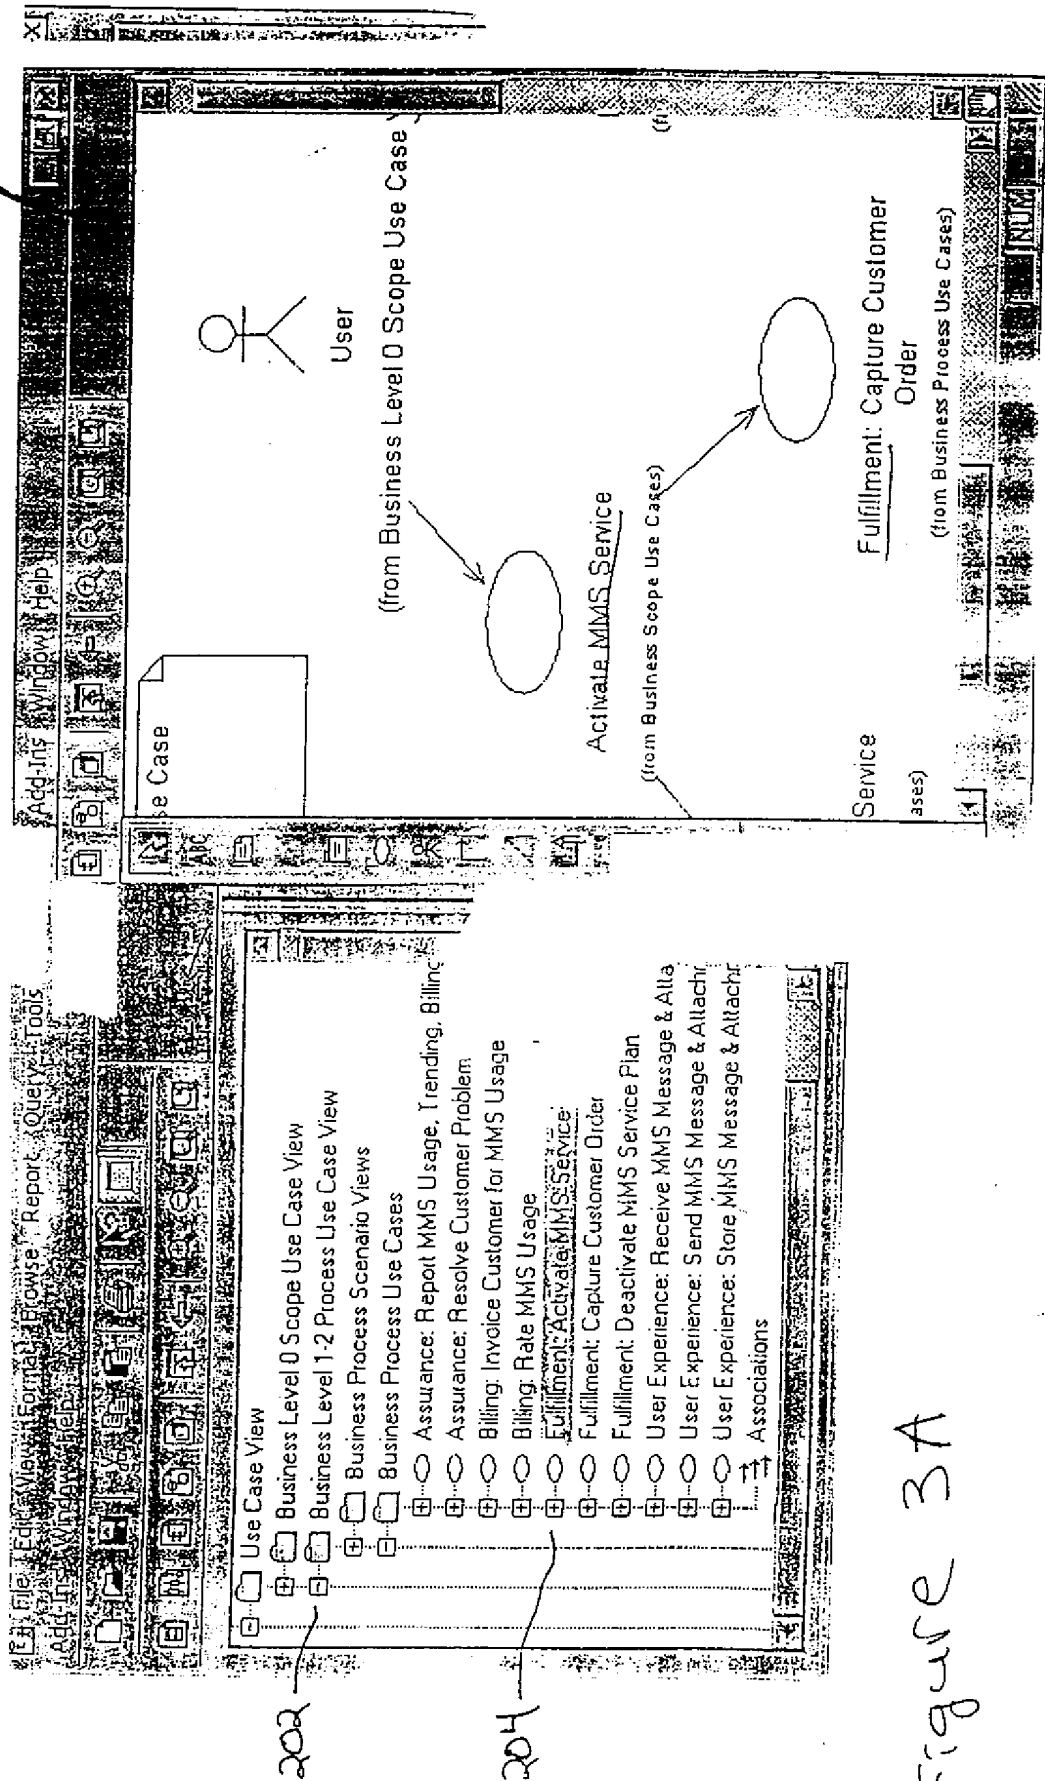 File Edit View Format Browse Report Query Tools
Add-Ins Window Help
Use Case View
Business Level 0 Scope Use Case View
Business Level 1-2 Process Use Case View
Business Process Scenario Views
Business Process Use Cases
Assurance: Report MMS Usage, Trending, Billing
Assurance: Resolve Customer Problem
Billing: Invoice Customer for MMS Usage
Billing: Rate MMS Usage
Fulfillment: Activate MMS Service
Fulfillment: Capture Customer Order
Fulfillment: Deactivate MMS Service Plan
User Experience: Receive MMS Message & Atta
User Experience: Send MMS Message & Attachr
User Experience: Store MMS Message & Attachr
Associations
202
204
Add-Ins Window Help
ABC
se Case
User
(from Business Level 0 Scope Use Case
Activate MMS Service
(from Business Scope Use Cases)
(fr
Service
ases)
Fulfillment: Capture Customer
Order
(from Business Process Use Cases)
NUM
Figure 3A